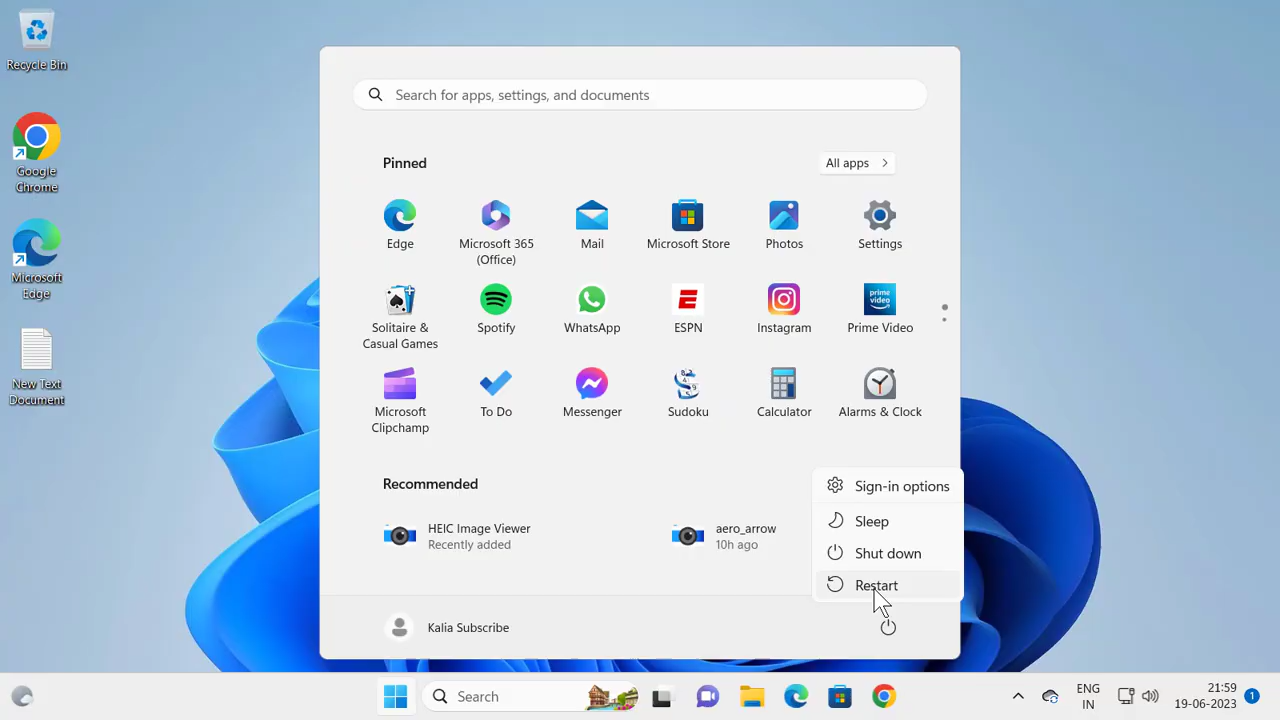 Recycle Bin
Google
Chrome
Microsoft
Edge
New Text
Document
Search for apps, settings, and documents
Pinned
All apps
Edge
Microsoft 365
(Office)
Mail
Microsoft Store
Photos
Settings
Solitaire &
Casual Games
Spotify
WhatsApp
ESPN
Instagram
prime
video
Prime Video
Microsoft
Clipchamp
To Do
Messenger
Sudoku
Calculator
Alarms & Clock
Recommended
HEIC Image Viewer
Recently added
aero_arrow
10h ago
Sign-in options
Sleep
Shut down
Restart
Kalia Subscribe
Search
ENG
IN
21:59
19-06-2023
1